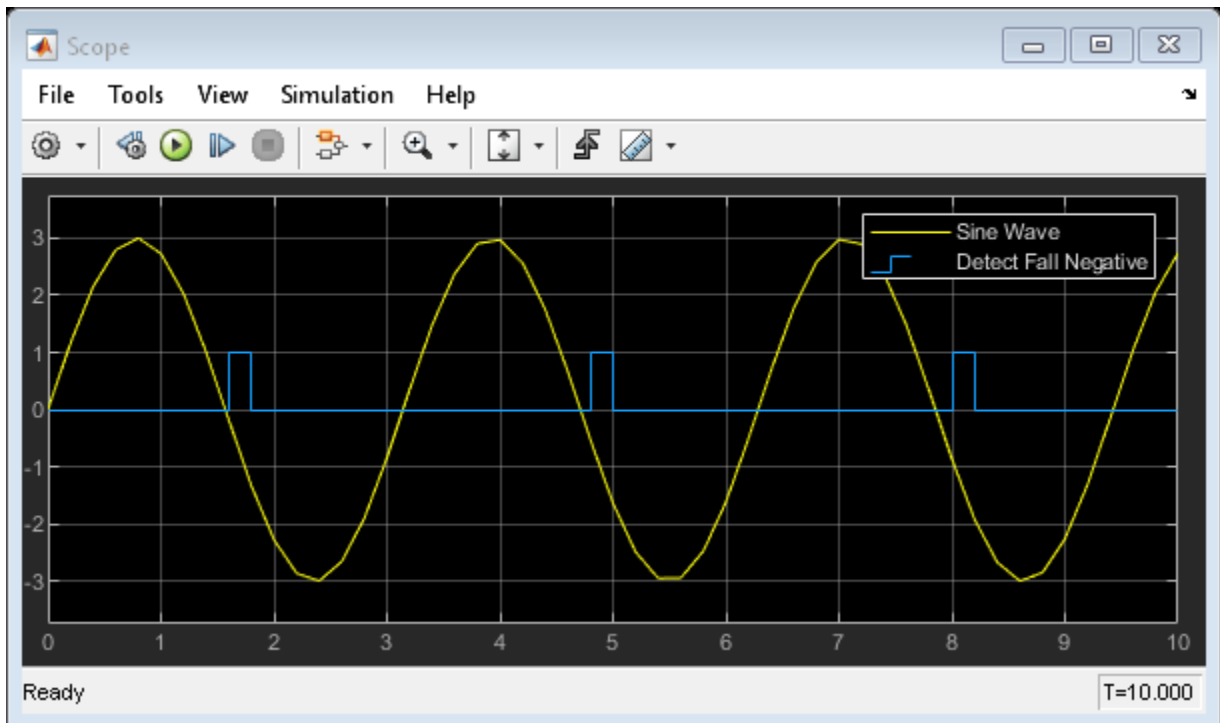 Scope
File Tools View Simulation Help
Sine Wave
Detect Fall Negative
3
2
1
0
-1
-2
-3
0 1 2 3 4 5 6 7 8 9 10
Ready T=10.000